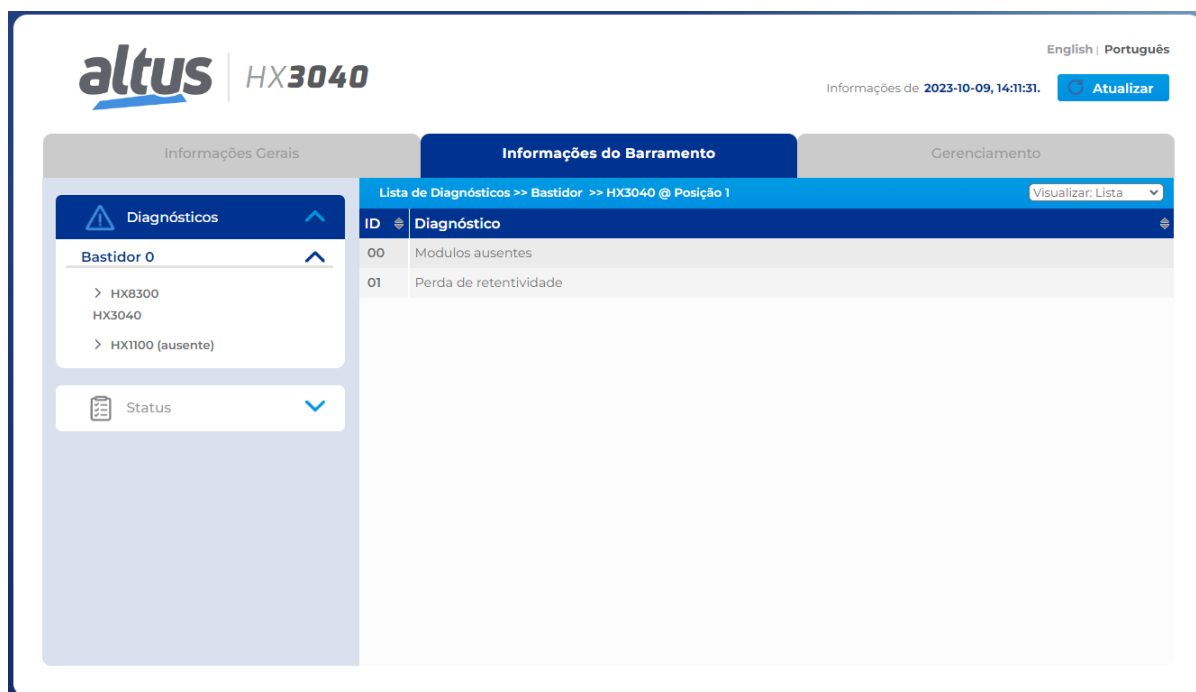 altus HX3040
English | Português
Informações de 2023-10-09, 14:11:31. Atualizar
Informações Gerais Informações do Barramento Gerenciamento
Lista de Diagnósticos >> Bastidor >> HX3040 @ Posição 1 Visualizar: Lista
Diagnósticos
ID Diagnóstico
Bastidor 0
00 Modulos ausentes
01 Perda de retentividade
> HX8300
HX3040
> HX1100 (ausente)
Status